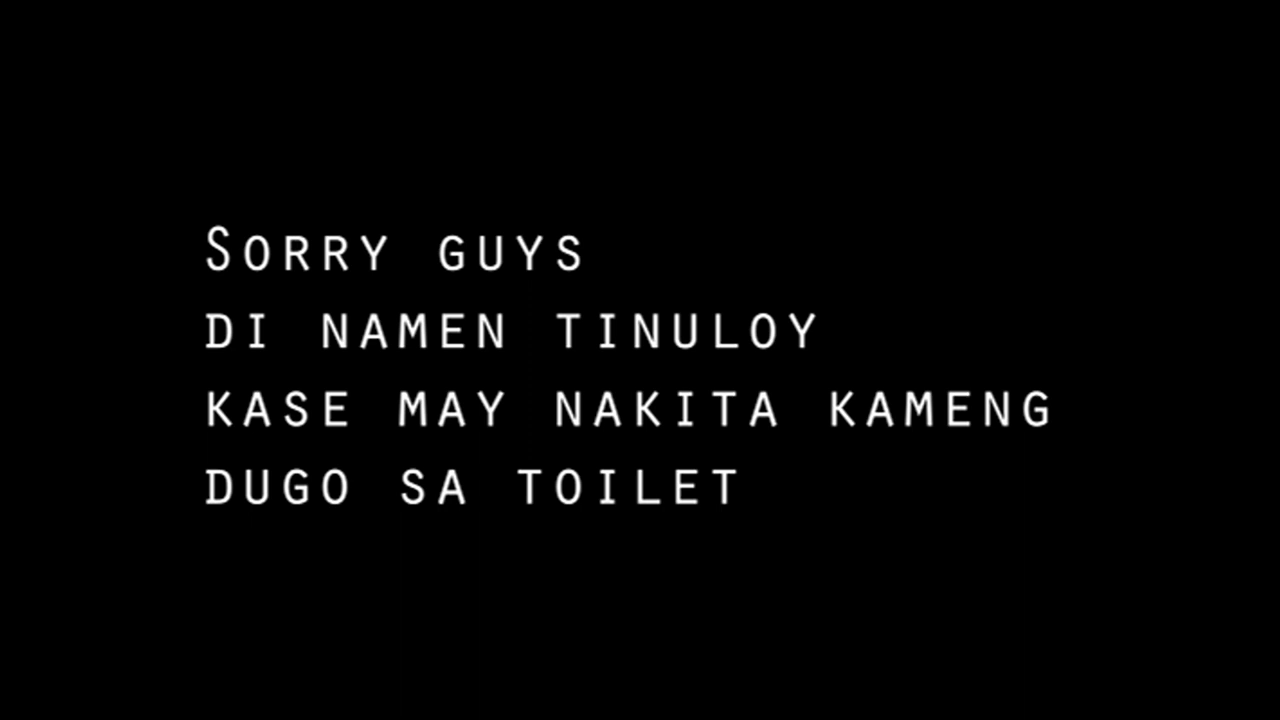 Sorry guys
di namen tinuloy
kase may nakita kameng
dugo sa toilet